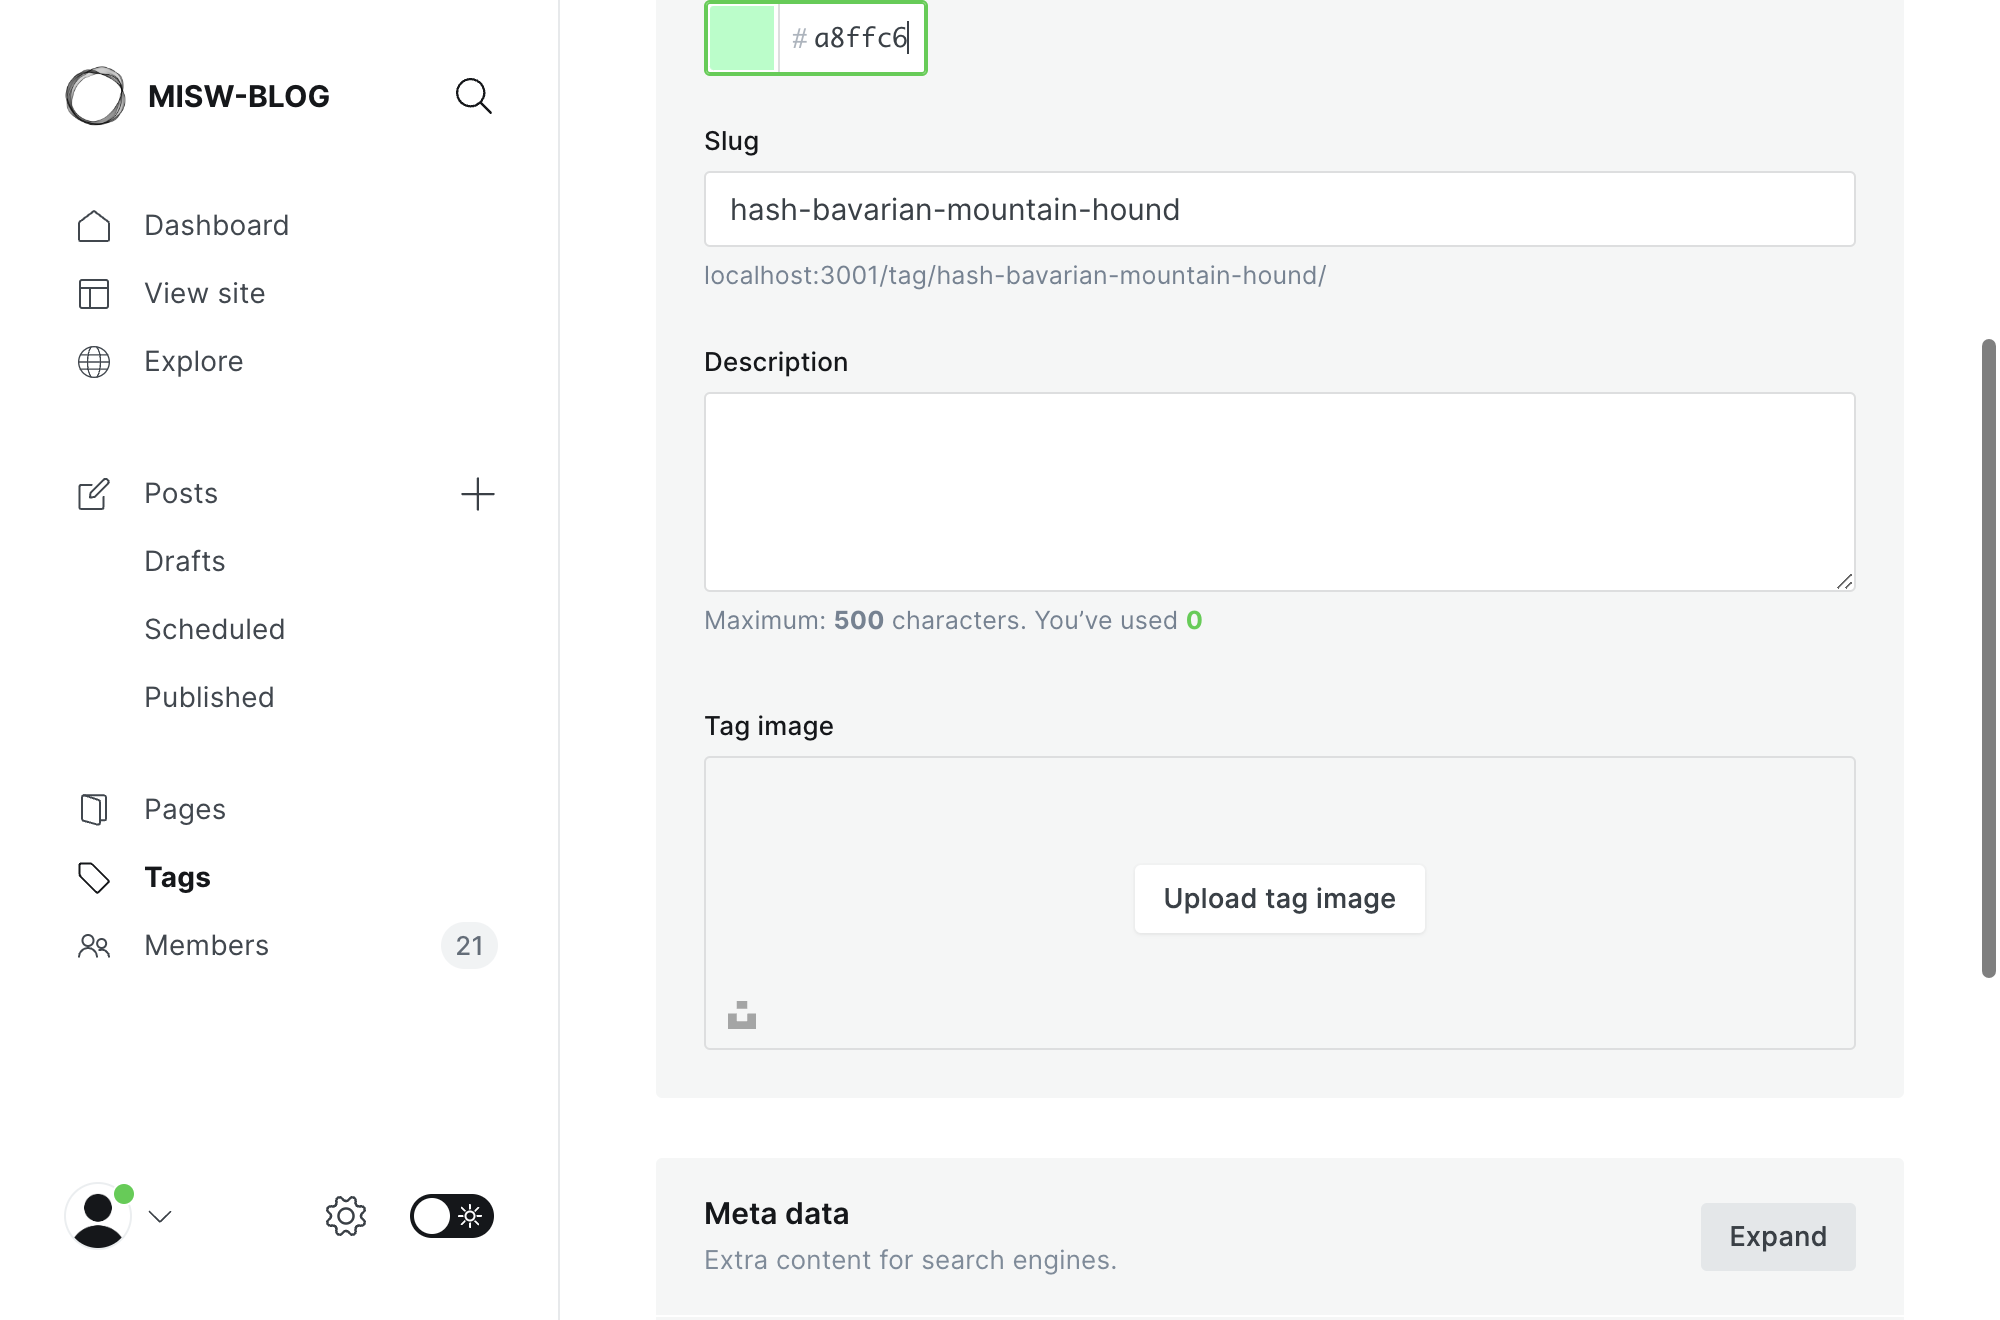 MISW-BLOG
Dashboard
View site
Explore
Posts
Drafts
Scheduled
Published
Pages
Tags
Members
21
# a8ffc6
Slug
hash-bavarian-mountain-hound
localhost:3001/tag/hash-bavarian-mountain-hound/
Description
Maximum: 500 characters. You’ve used 0
Tag image
Upload tag image
Meta data
Extra content for search engines.
Expand